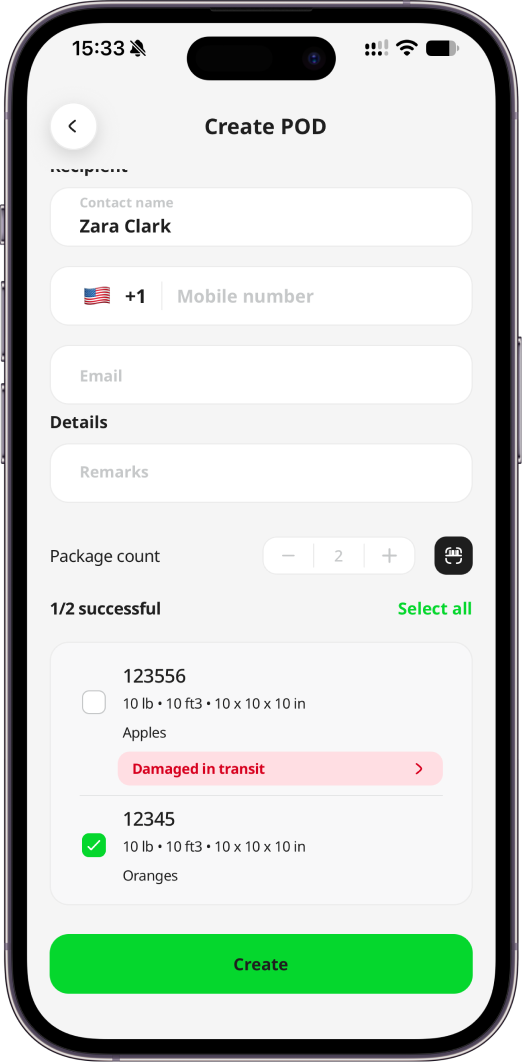 15:33
Create POD
Recipient
Contact name
Zara Clark
+1 Mobile number
Email
Details
Remarks
Package count 2
1/2 successful Select all
123556
10 lb • 10 ft3 • 10 x 10 x 10 in
Apples
Damaged in transit
12345
10 lb • 10 ft3 • 10 x 10 x 10 in
Oranges
Create